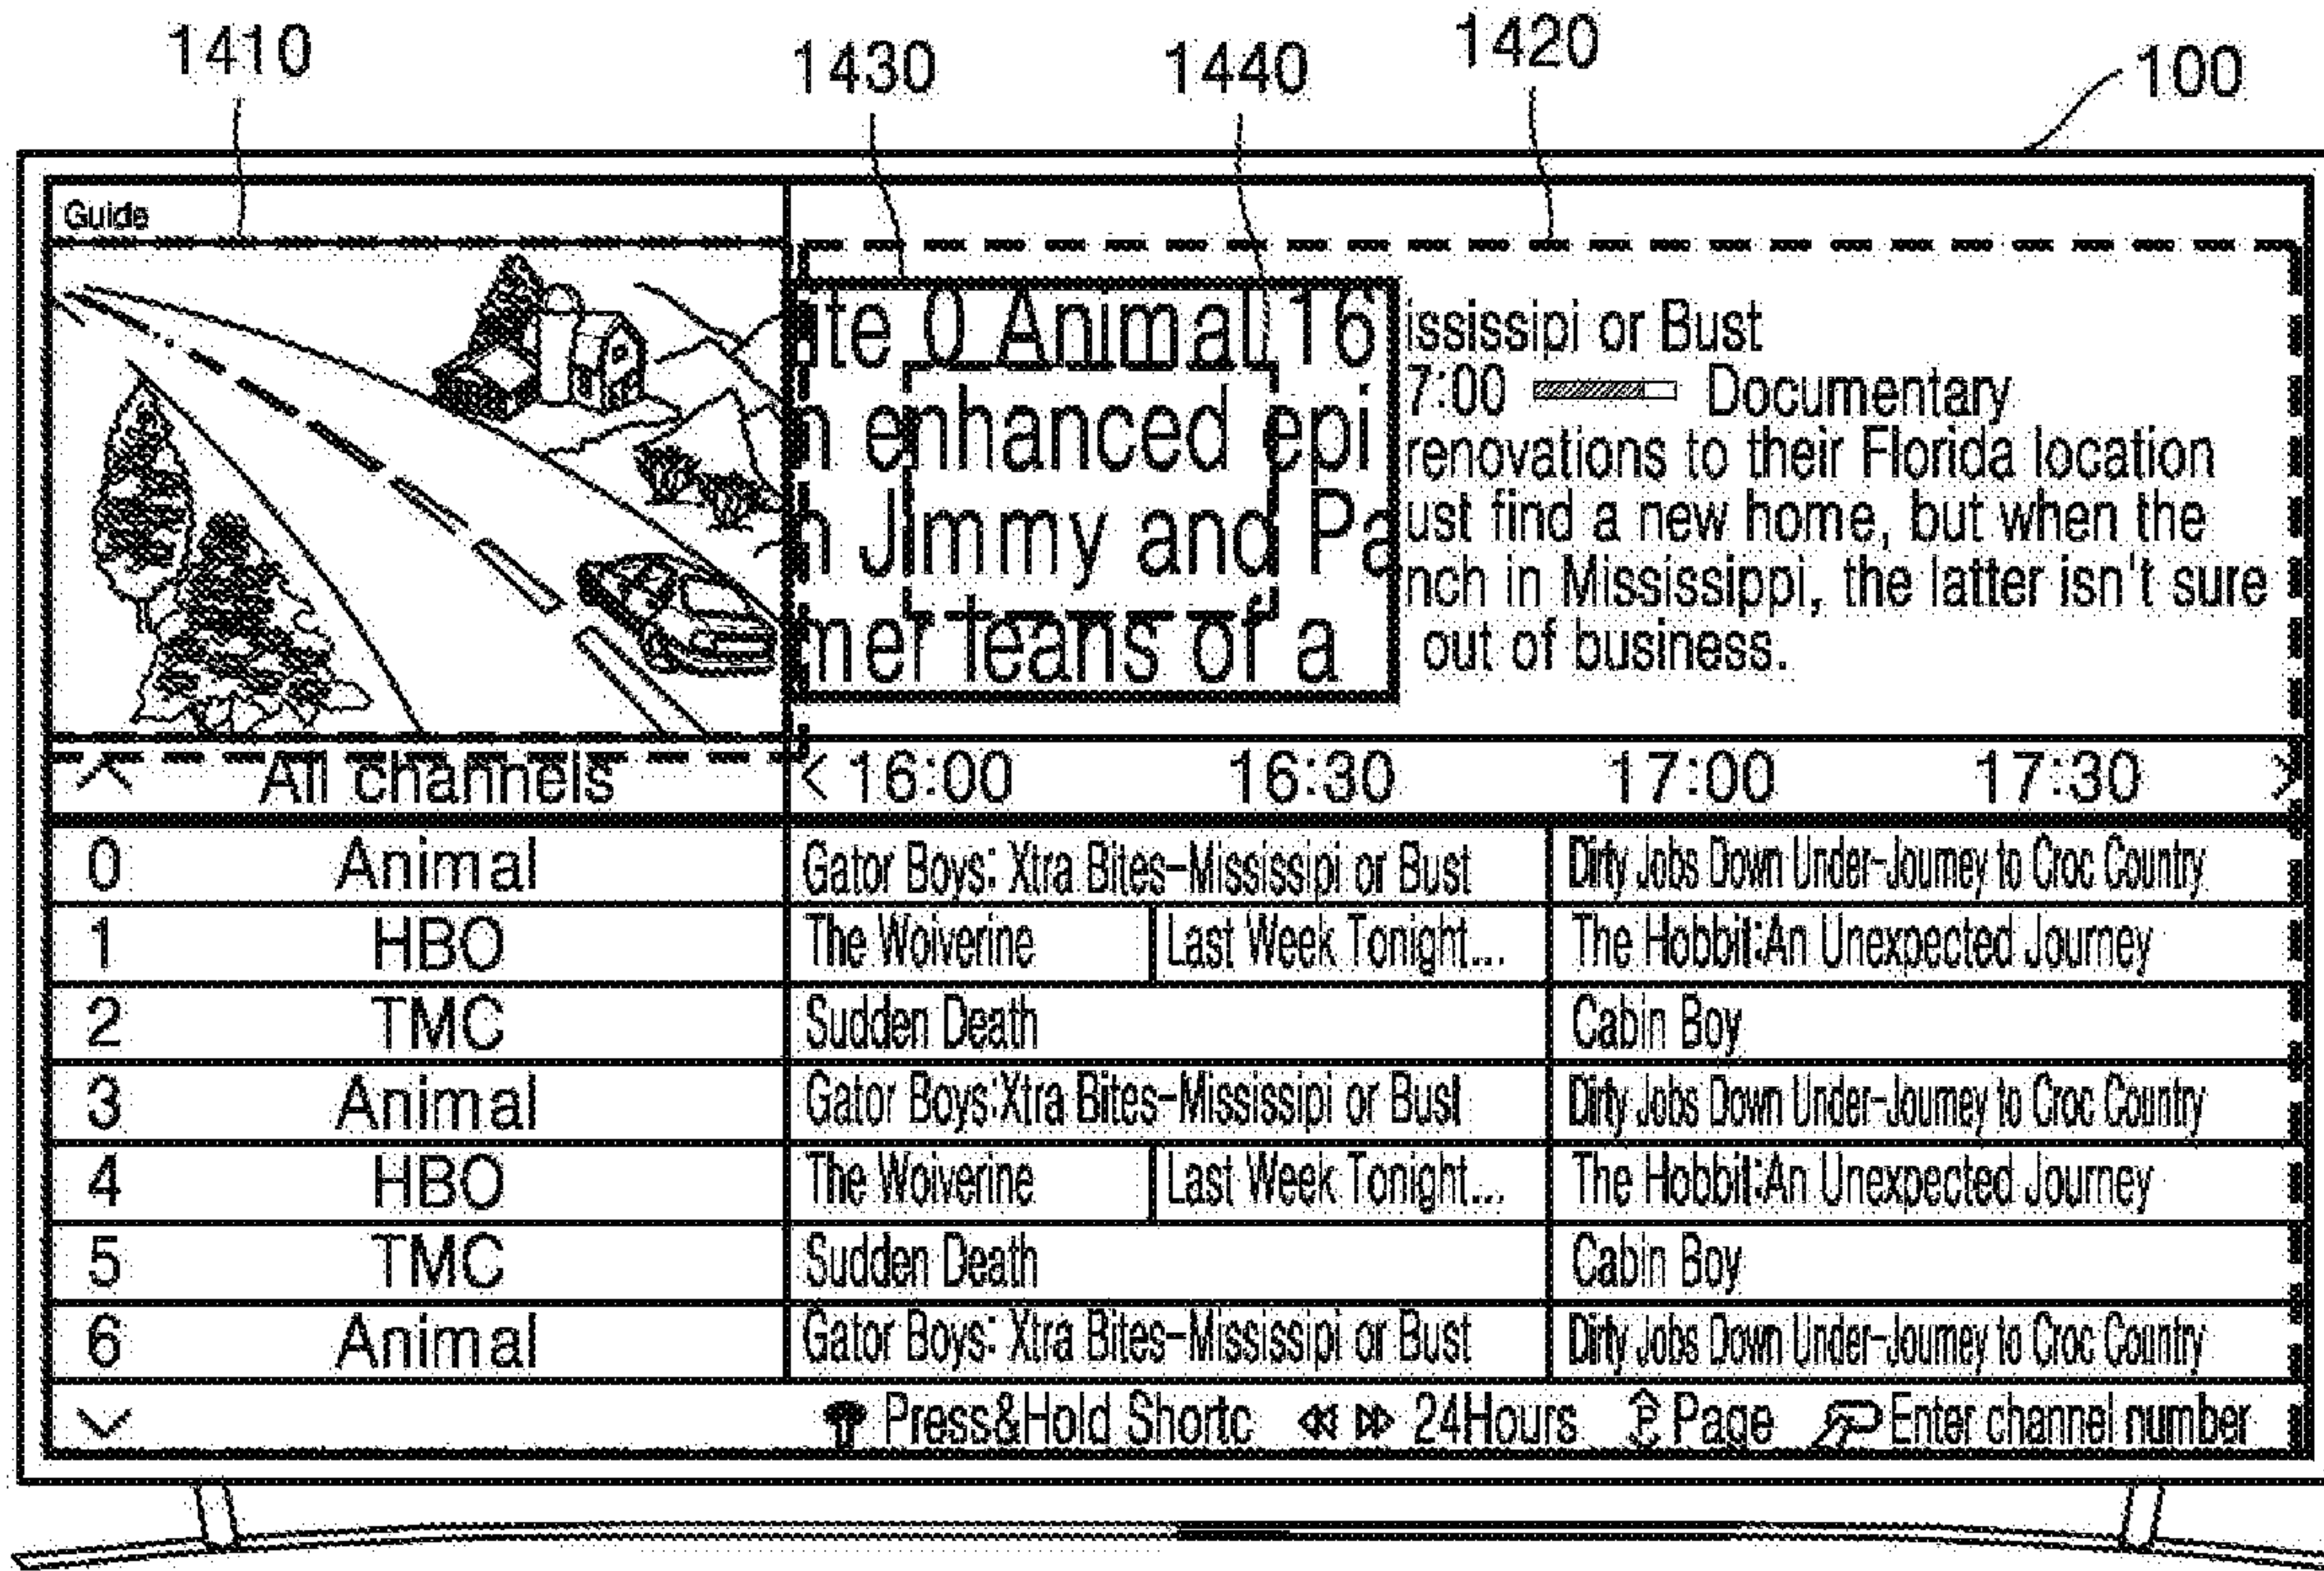 1410 1430 1440 1420 100
Guide
ite 0 Animal 16
n enhanced epi
n Jimmy and Pa
mer teans of a
ississipi or Bust
7:00 Documentary
renovations to their Florida location
ust find a new home, but when the
nch in Mississippi, the latter isn't sure
out of business.
All channels < 16:00 16:30 17:00 17:30 >
0 Animal Gator Boys: Xtra Bites-Mississipi or Bust Dirty Jobs Down Under-Journey to Croc Country
1 HBO The Woiverine Last Week Tonight... The Hobbit:An Unexpected Journey
2 TMC Sudden Death Cabin Boy
3 Animal Gator Boys:Xtra Bites-Mississipi or Bust Dirty Jobs Down Under-Journey to Croc Country
4 HBO The Woiverine Last Week Tonight... The Hobbit:An Unexpected Journey
5 TMC Sudden Death Cabin Boy
6 Animal Gator Boys: Xtra Bites-Mississipi or Bust Dirty Jobs Down Under-Journey to Croc Country
Press&Hold Shortc 24Hours P Page Enter channel number